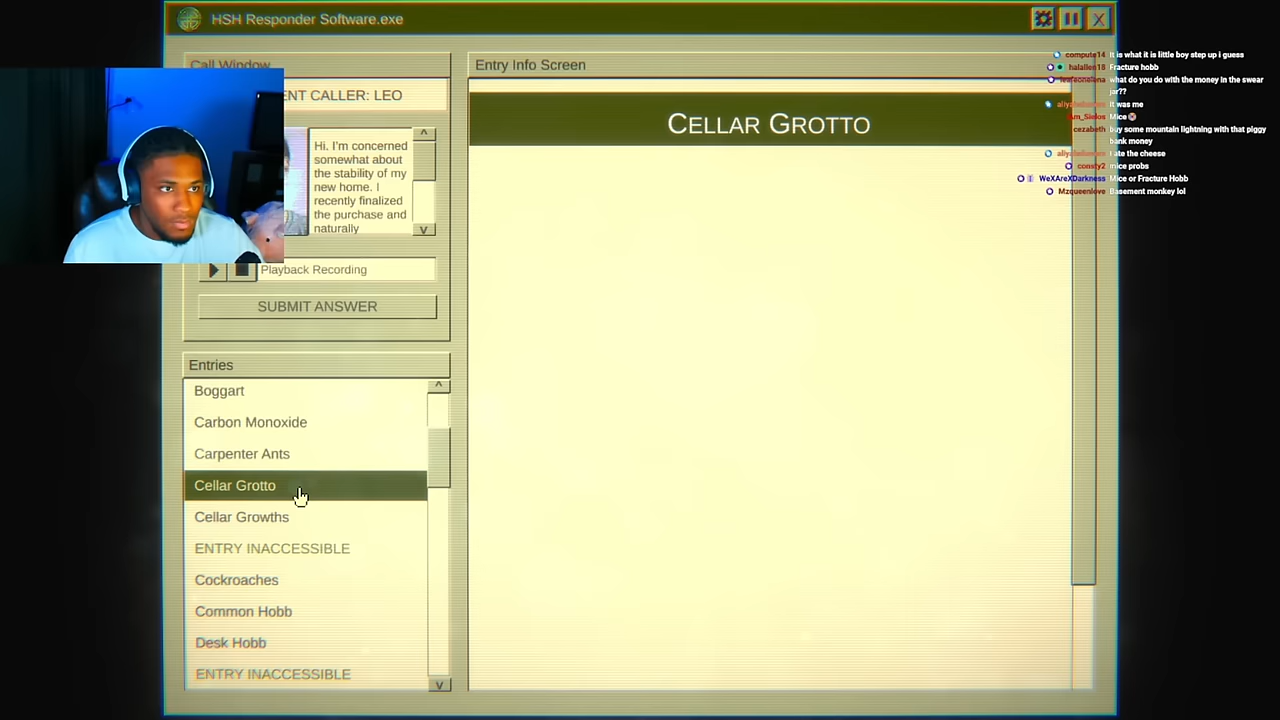 HSH Responder Software.exe
X
Call Window
ENT CALLER: LEO
Hi. I'm concerned
somewhat about
the stability of my
new home. I
recently finalized
the purchase and
naturally
Playback Recording
SUBMIT ANSWER
Entries
Boggart
Carbon Monoxide
Carpenter Ants
Cellar Grotto
Cellar Growths
ENTRY INACCESSIBLE
Cockroaches
Common Hobb
Desk Hobb
ENTRY INACCESSIBLE
Entry Info Screen
CELLAR GROTTO
compute14 It is what it is little boy step up i guess
halallen18 Fracture hobb
what do you do with the money in the swear
jar??
it was me
Mice
cezabeth buy some mountain lightning with that piggy
bank money
I ate the cheese
consty2 mice probs
WeXAreXDarkness Mice or Fracture Hobb
Mzqueenlove Basement monkey lol